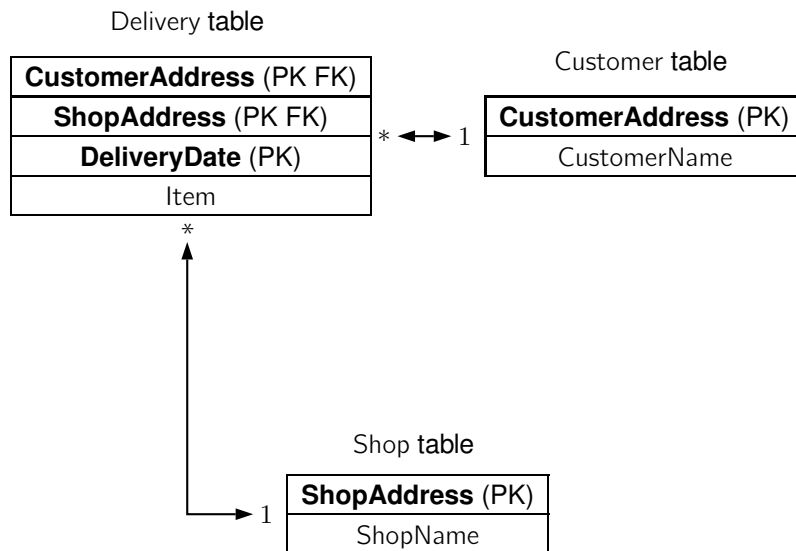 Delivery table
CustomerAddress (PK FK)
ShopAddress (PK FK)
DeliveryDate (PK)
Item
*
* 1
Customer table
CustomerAddress (PK)
CustomerName
Shop table
1
ShopAddress (PK)
ShopName